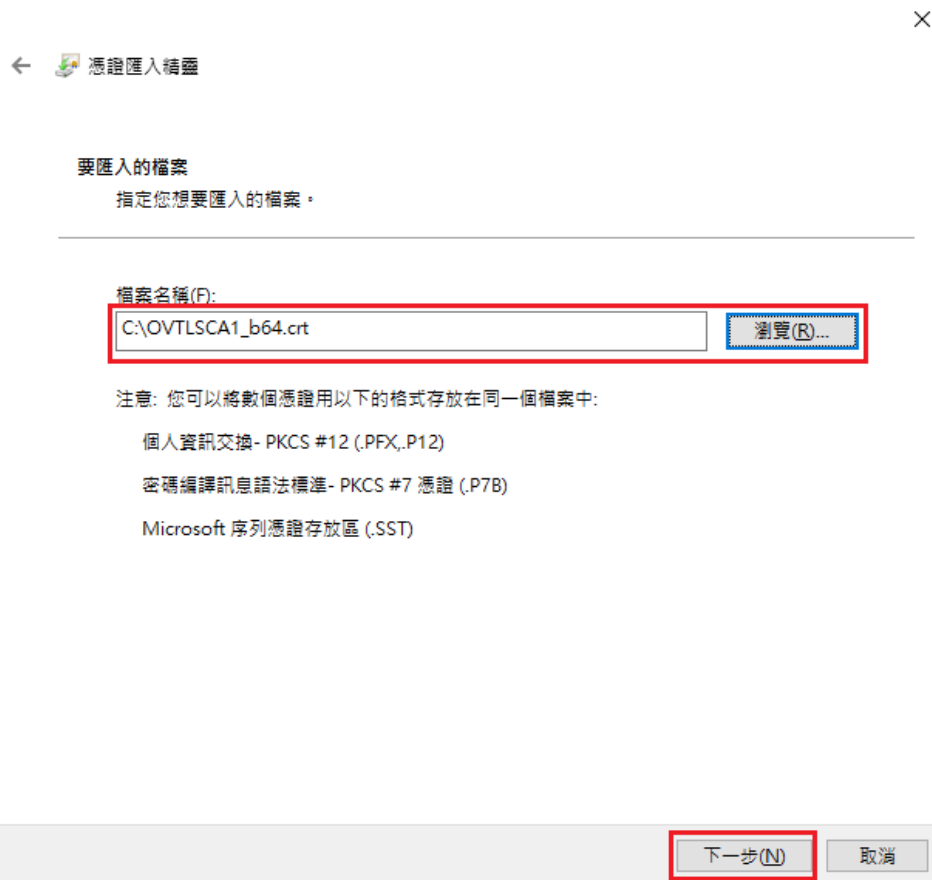 憑證匯入精靈
要匯入的檔案
指定您想要匯入的檔案。
檔案名稱(F):
C:\OVTLSCA1_b64.crt
瀏覽(R)...
注意: 您可以將數個憑證用以下的格式存放在同一個檔案中:
個人資訊交換- PKCS #12 (.PFX,.P12)
密碼編譯訊息語法標準- PKCS #7 憑證 (.P7B)
Microsoft 序列憑證存放區 (.SST)
下一步(N)
取消